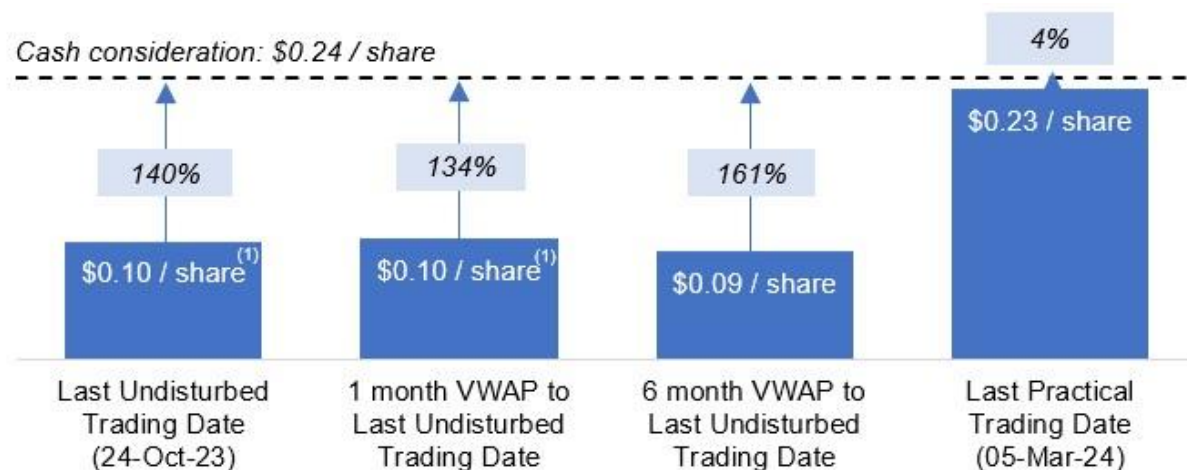 Cash consideration: $0.24 / share
4%
140%
134%
161%
$0.10 / share(1)
$0.10 / share(1)
$0.09 / share
$0.23 / share
Last Undisturbed
Trading Date
(24-Oct-23)
1 month VWAP to
Last Undisturbed
Trading Date
6 month VWAP to
Last Undisturbed
Trading Date
Last Practical
Trading Date
(05-Mar-24)